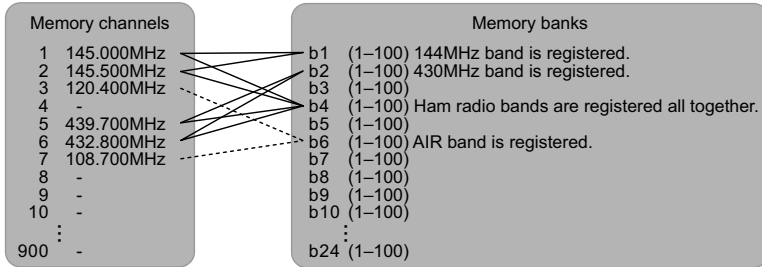 Memory channels
1 145.000MHz
2 145.500MHz
3 120.400MHz
4 -
5 439.700MHz
6 432.800MHz
7 108.700MHz
8 -
9 -
10 -
⋮
900 -
Memory banks
b1 (1–100) 144MHz band is registered.
b2 (1–100) 430MHz band is registered.
b3 (1–100)
b4 (1–100) Ham radio bands are registered all together.
b5 (1–100)
b6 (1–100) AIR band is registered.
b7 (1–100)
b8 (1–100)
b9 (1–100)
b10 (1–100)
⋮
b24 (1–100)